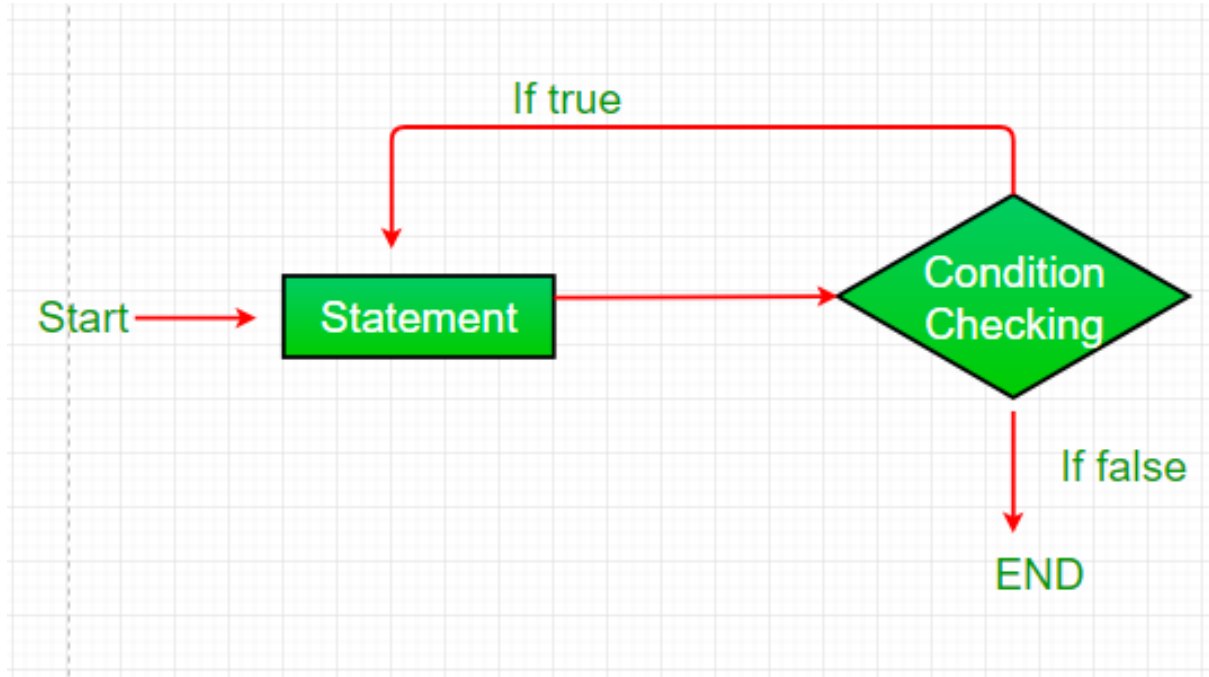 If true
Start
Statement
Condition
Checking
If false
END